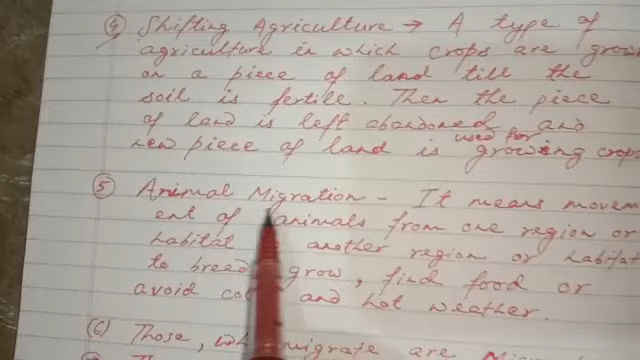 ④ Shifting Agriculture → A type of
agriculture in which crops are grow
on a piece of land till the
soil is fertile. Then the piece
of land is left abandoned and
new piece of land is used for growing crops
⑤ Animal Migration - It means movem
ent of animals from one region or
habitat another region or habitat
to breed grow, find food or
avoid and hot weather.
(6) Those, migrate are